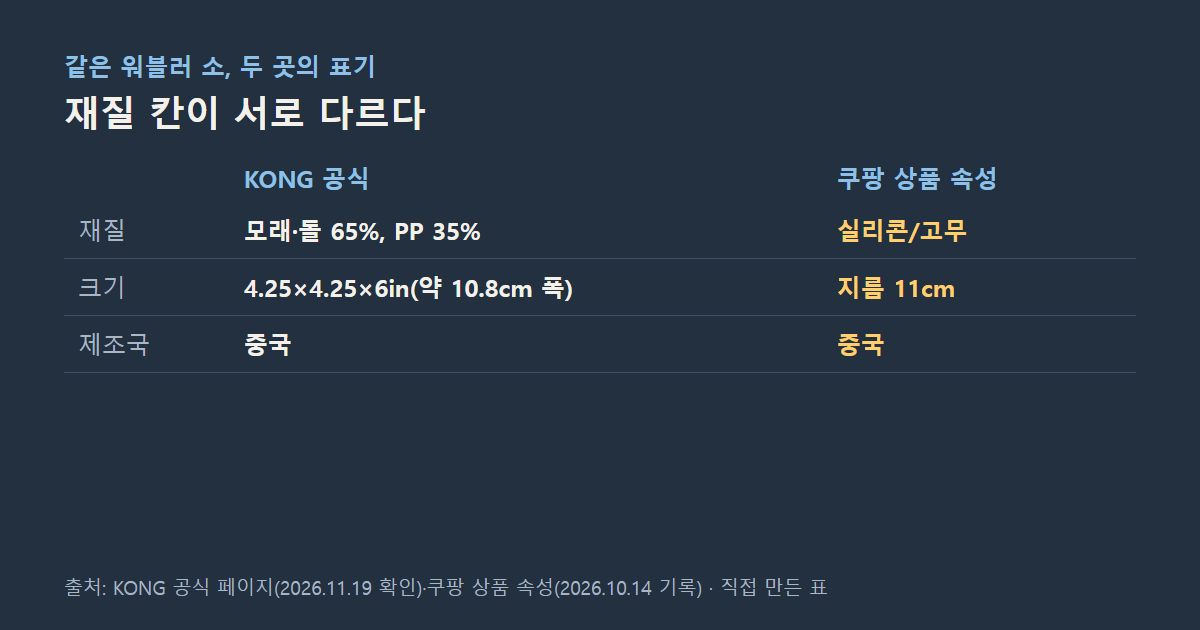 같은 워블러 소, 두 곳의 표기
재질 칸이 서로 다르다
KONG 공식 쿠팡 상품 속성
재질 모래·돌 65%, PP 35% 실리콘/고무
크기 4.25×4.25×6in(약 10.8cm 폭) 지름 11cm
제조국 중국 중국
출처: KONG 공식 페이지(2026.11.19 확인)·쿠팡 상품 속성(2026.10.14 기록) · 직접 만든 표